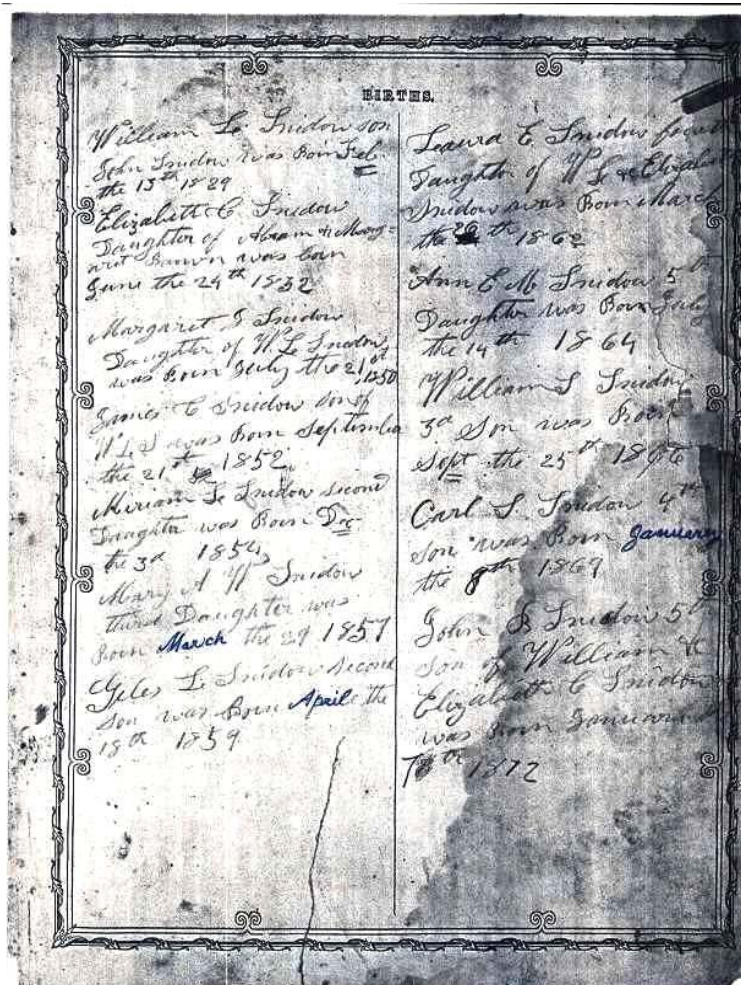 BIRTHS.
William L. Snidow son
John Snidow was Born Feb.
the 15th 1829
Elizabeth C. Snidow
Daughter of Abram & Marg=
aret Brown was born
June the 24th 1832
Margaret J Snidow
Daughter of W L Snidow
was Born July the 21st 1850
James C Snidow son of
W L S was Born September
the 21st 1852
Miriam F. Snidow second
Daughter was Born Dec
the 3d 1854
Mary A W Snidow
third Daughter was
Born March the 29 1857
Giles L. Snidow second
son was Born April the
18th 1859
Laura E. Snidow
Daughter of W L &
Snidow was Born March
the 26th 1862
Ann E M Snidow 5th
Daughter was Born July
the 14th 1864
William S Snidow
3d Son was Born
Sept the 25th 1866
Carl S. Snidow 4th
son was Born January
the 8th 1869
John B Snidow 5th
son of William &
Elizabeth C Snidow
was Born January
18th 1872